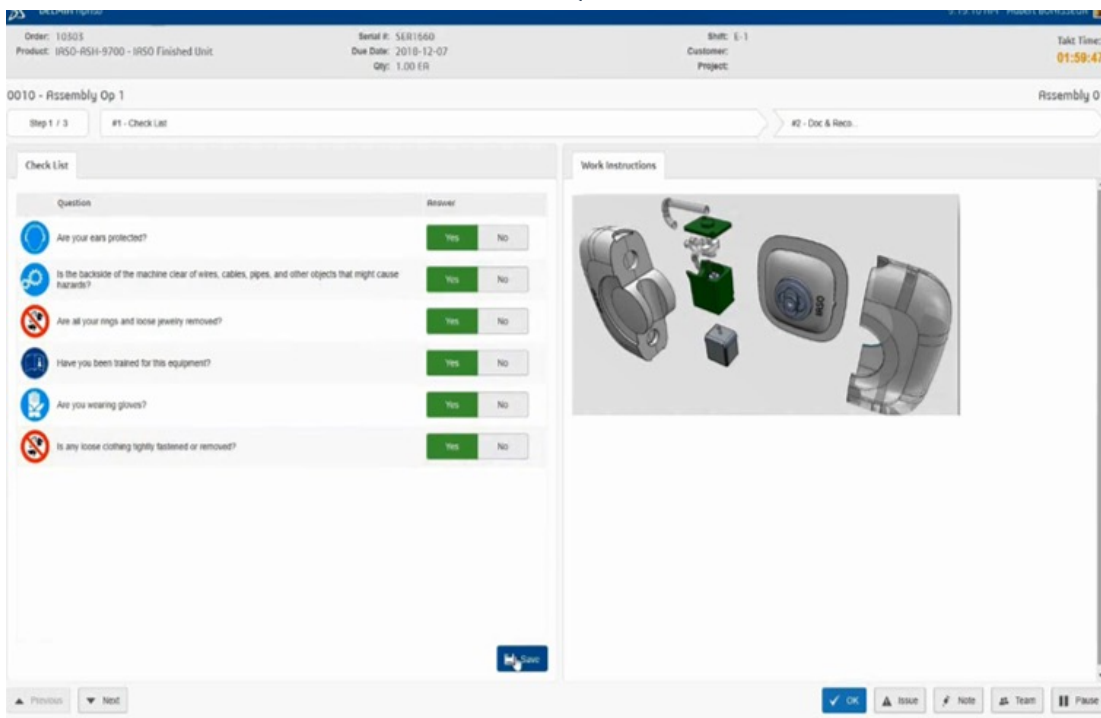 DELMIA
Order: 10303
Product: IRSO-ASH-9700 - IRSO Finished Unit
Serial #: SER1660
Due Date: 2018-12-07
Qty: 1.00 EA
Shift: E-1
Customer:
Project:
Takt Time:
01:59:47
0010 - Assembly Op 1
Assembly 0
Step 1 / 3
#1 - Check List
#2 - Doc & Reco...
Check List
Question Answer
Are your ears protected? Yes No
Is the backside of the machine clear of wires, cables, pipes, and other objects that might cause
hazards? Yes No
Are all your rings and loose jewelry removed? Yes No
Have you been trained for this equipment? Yes No
Are you wearing gloves? Yes No
Is any loose clothing tightly fastened or removed? Yes No
Save
Work Instructions
IRSO
Previous Next
OK Issue Note Team Pause